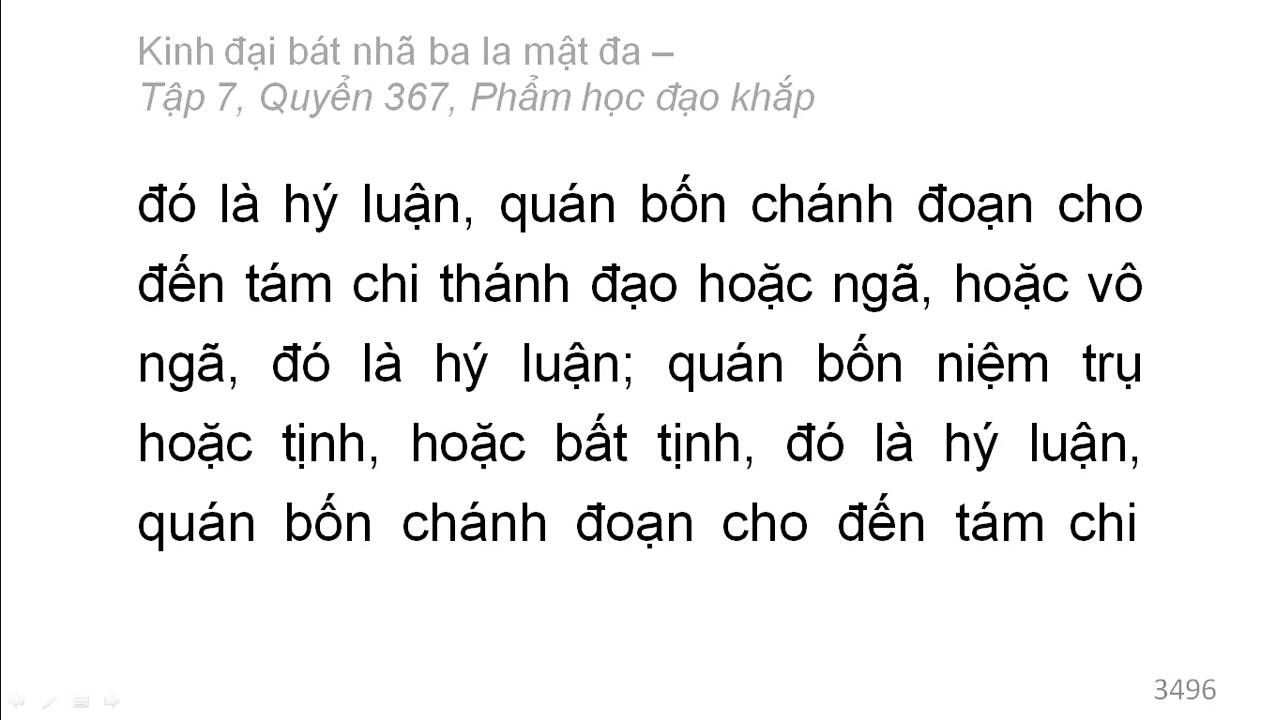 Kinh đại bát nhã ba la mật đa –
Tập 7, Quyển 367, Phẩm học đạo khắp
đó là hý luận, quán bốn chánh đoạn cho
đến tám chi thánh đạo hoặc ngã, hoặc vô
ngã, đó là hý luận; quán bốn niệm trụ
hoặc tịnh, hoặc bất tịnh, đó là hý luận,
quán bốn chánh đoạn cho đến tám chi
3496